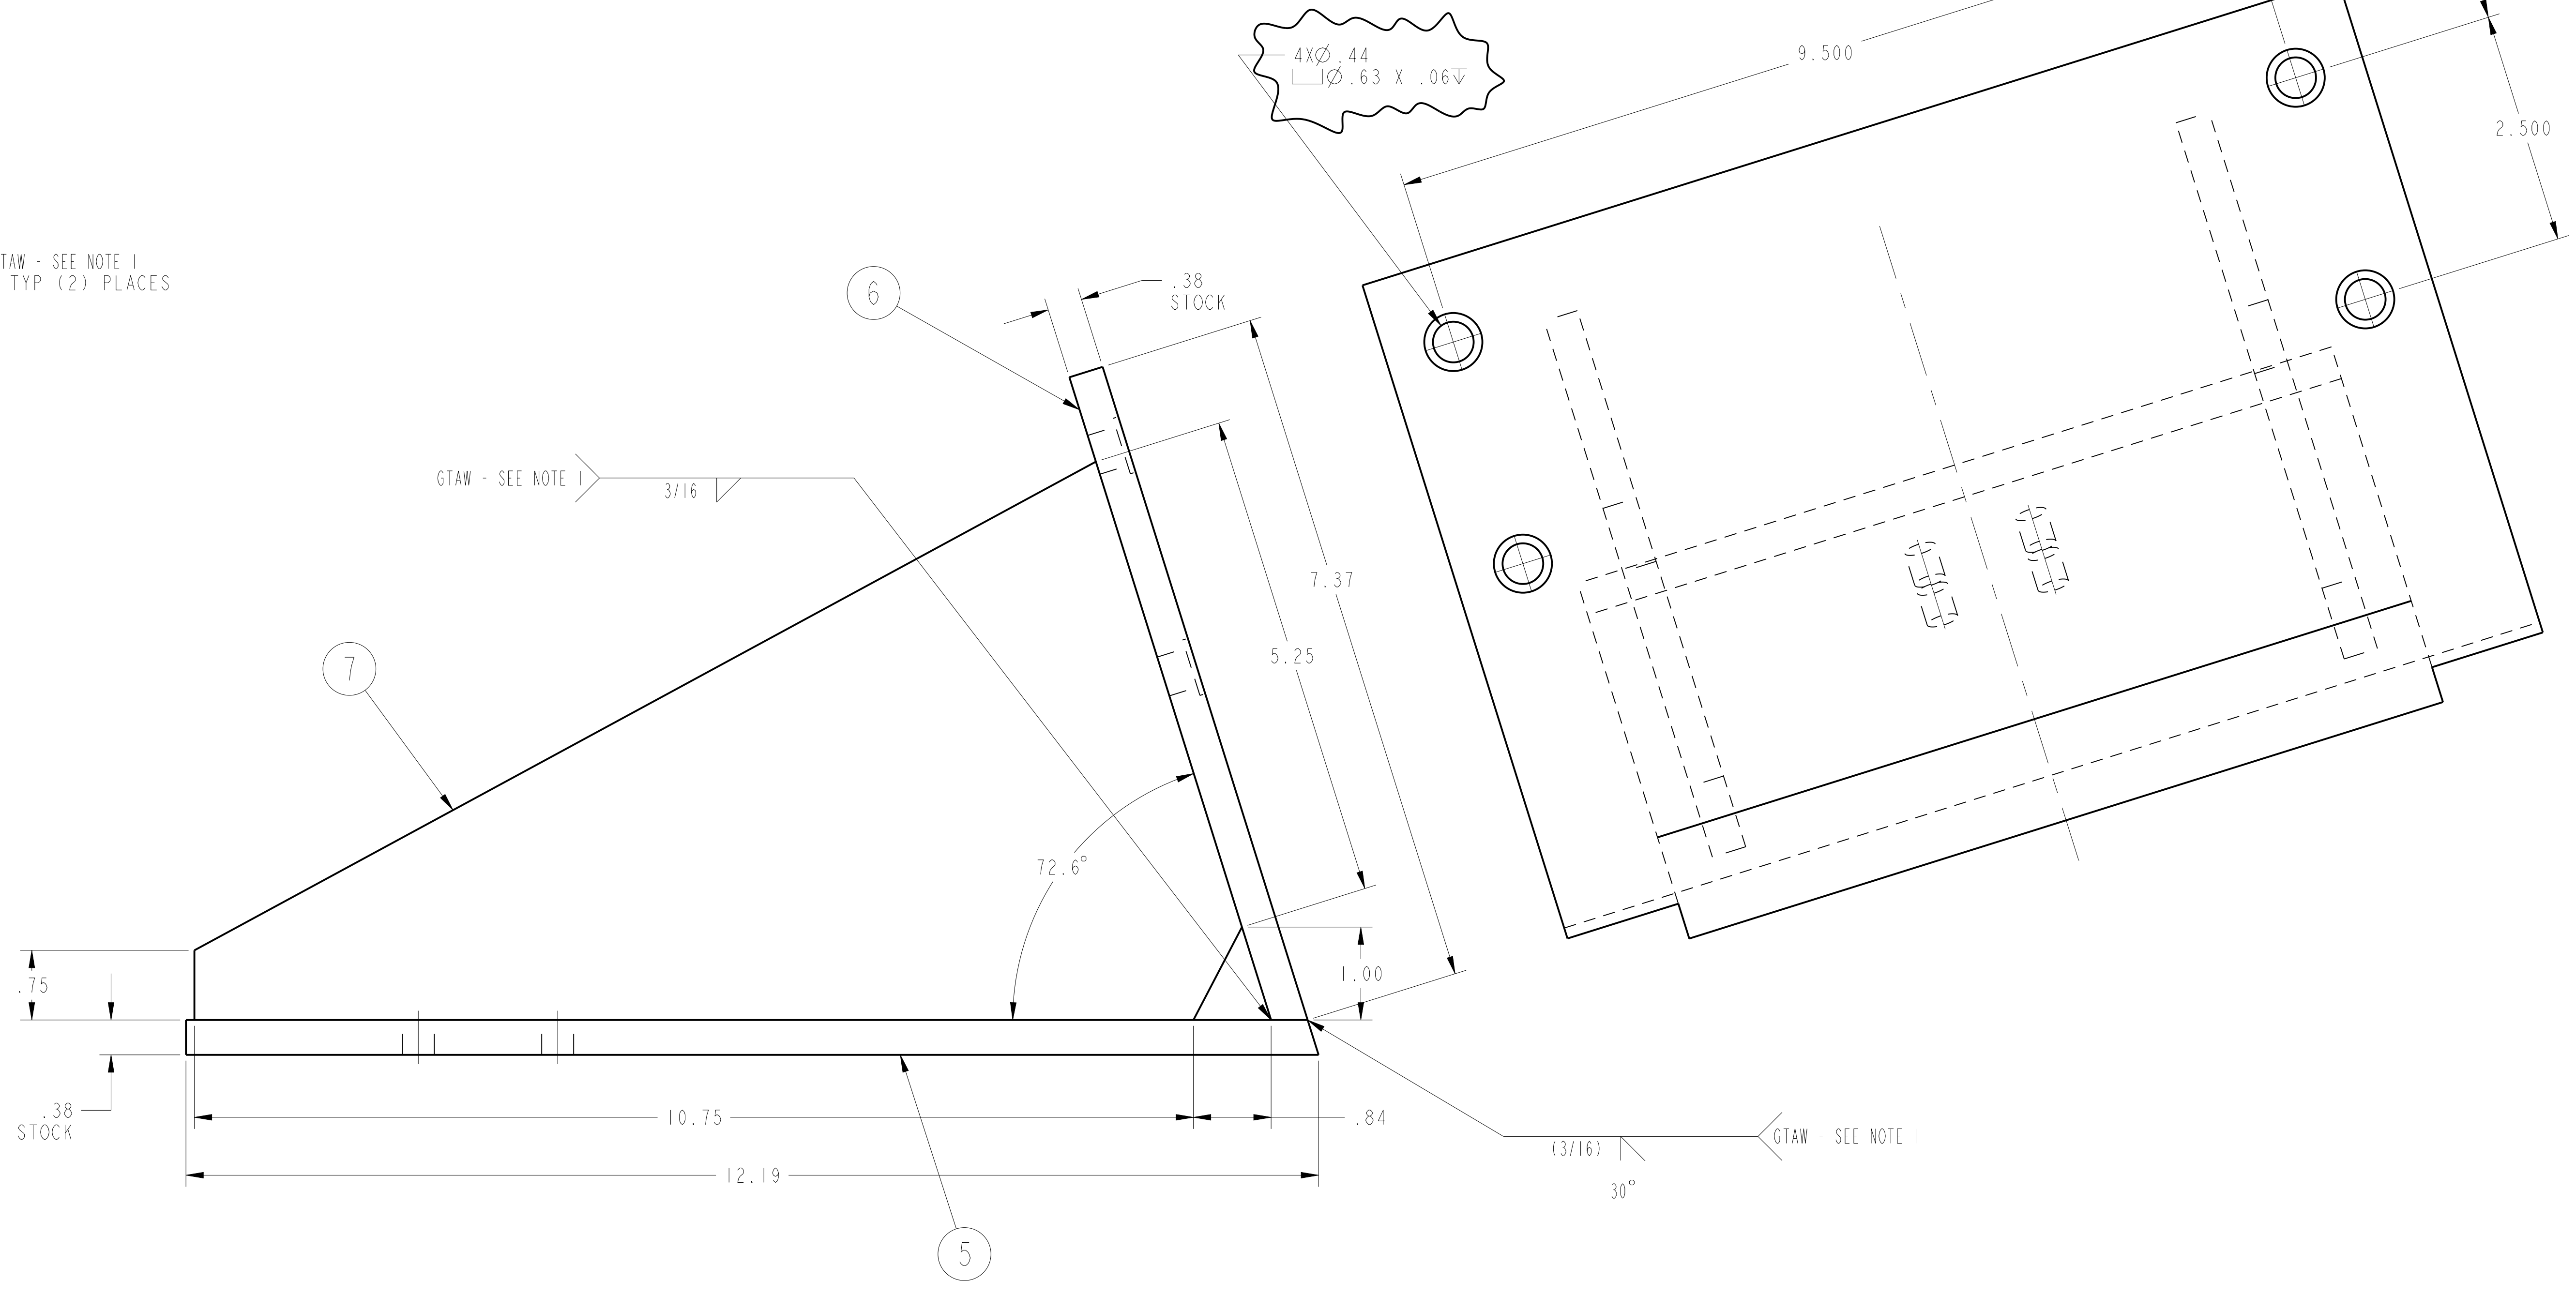 4X⌀.44
⌴⌀.63 X .06↧
9.500
2.500
TAW - SEE NOTE 1
TYP (2) PLACES
6
.38
STOCK
GTAW - SEE NOTE 1
3/16
7.37
5.25
7
72.6°
1.00
.75
.38
STOCK
10.75
.84
12.19
(3/16)
GTAW - SEE NOTE 1
30°
5